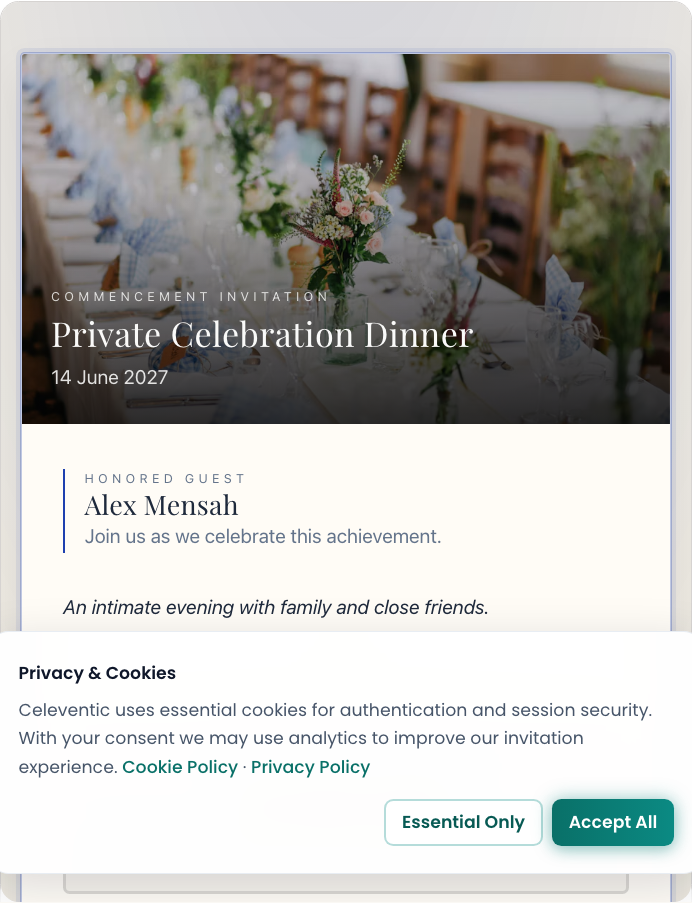 COMMENCEMENT INVITATION
Private Celebration Dinner
14 June 2027
HONORED GUEST
Alex Mensah
Join us as we celebrate this achievement.
An intimate evening with family and close friends.
Privacy & Cookies
Celeventic uses essential cookies for authentication and session security.
With your consent we may use analytics to improve our invitation
experience. Cookie Policy · Privacy Policy
Essential Only
Accept All